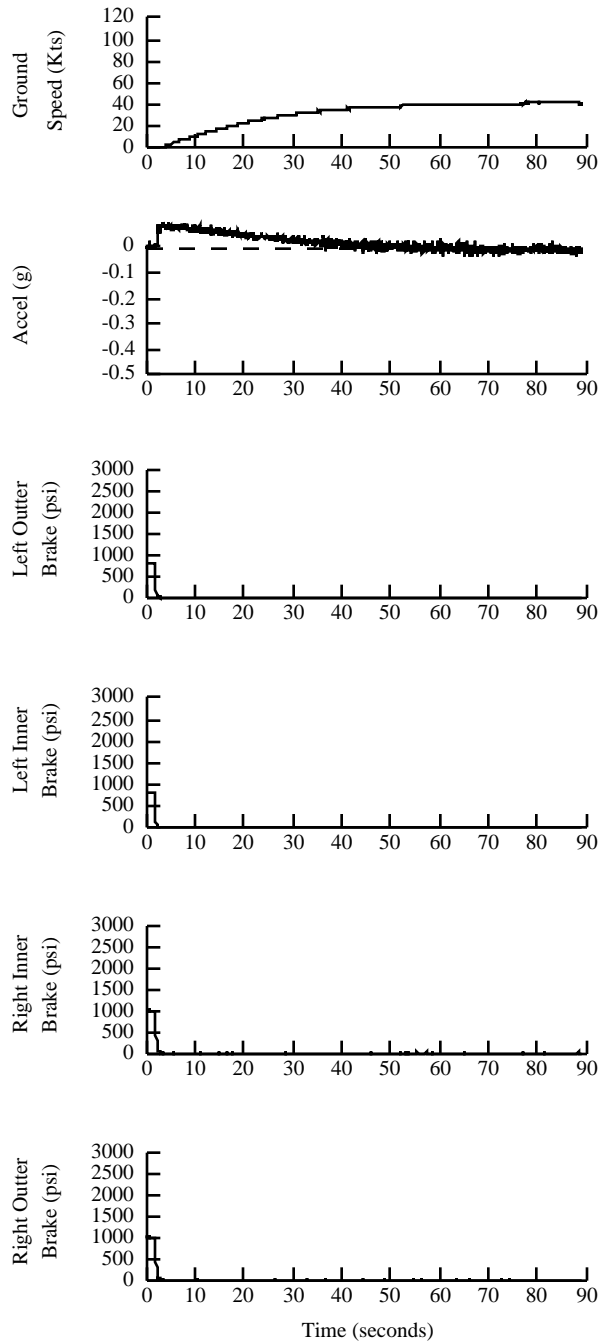 Ground
Speed (Kts)
120
100
80
60
40
20
0
0 10 20 30 40 50 60 70 80 90
Accel (g)
0
-0.1
-0.2
-0.3
-0.4
-0.5
0 10 20 30 40 50 60 70 80 90
Left Outter
Brake (psi)
3000
2500
2000
1500
1000
500
0
0 10 20 30 40 50 60 70 80 90
Left Inner
Brake (psi)
3000
2500
2000
1500
1000
500
0
0 10 20 30 40 50 60 70 80 90
Right Inner
Brake (psi)
3000
2500
2000
1500
1000
500
0
0 10 20 30 40 50 60 70 80 90
Right Outter
Brake (psi)
3000
2500
2000
1500
1000
500
0
0 10 20 30 40 50 60 70 80 90
Time (seconds)